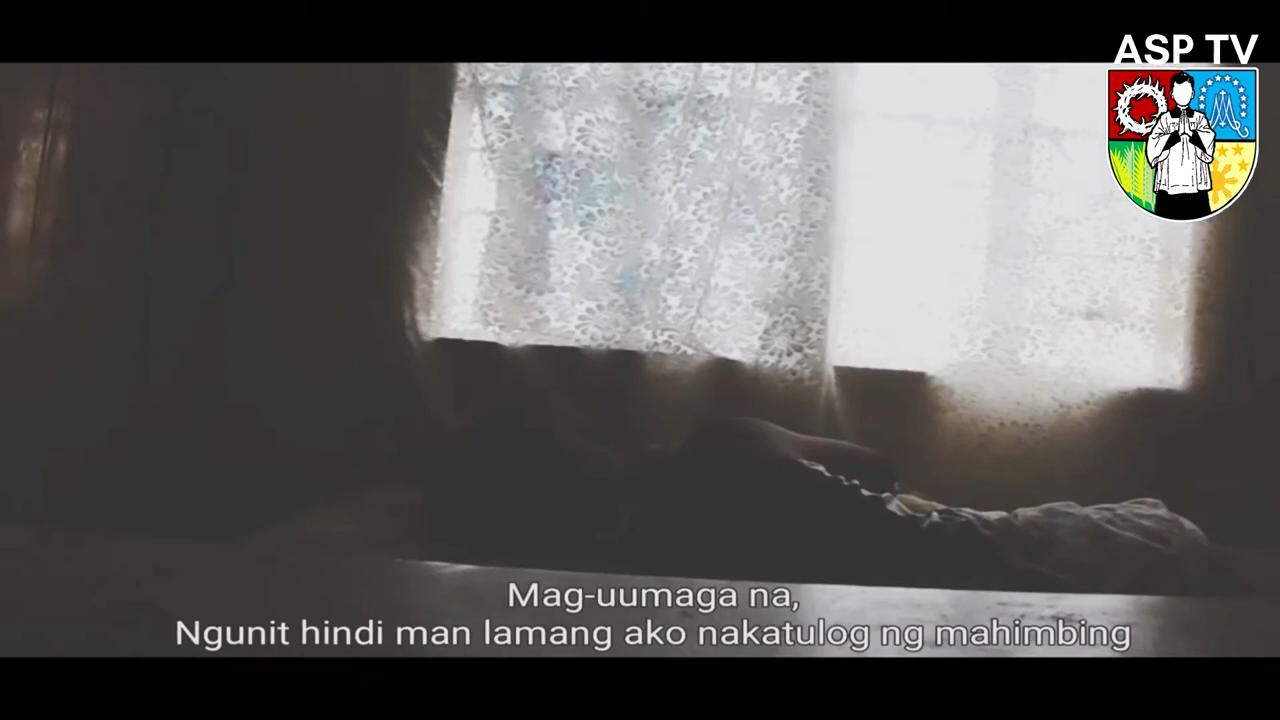 ASP TV
Mag-uumaga na,
Ngunit hindi man lamang ako nakatulog ng mahimbing